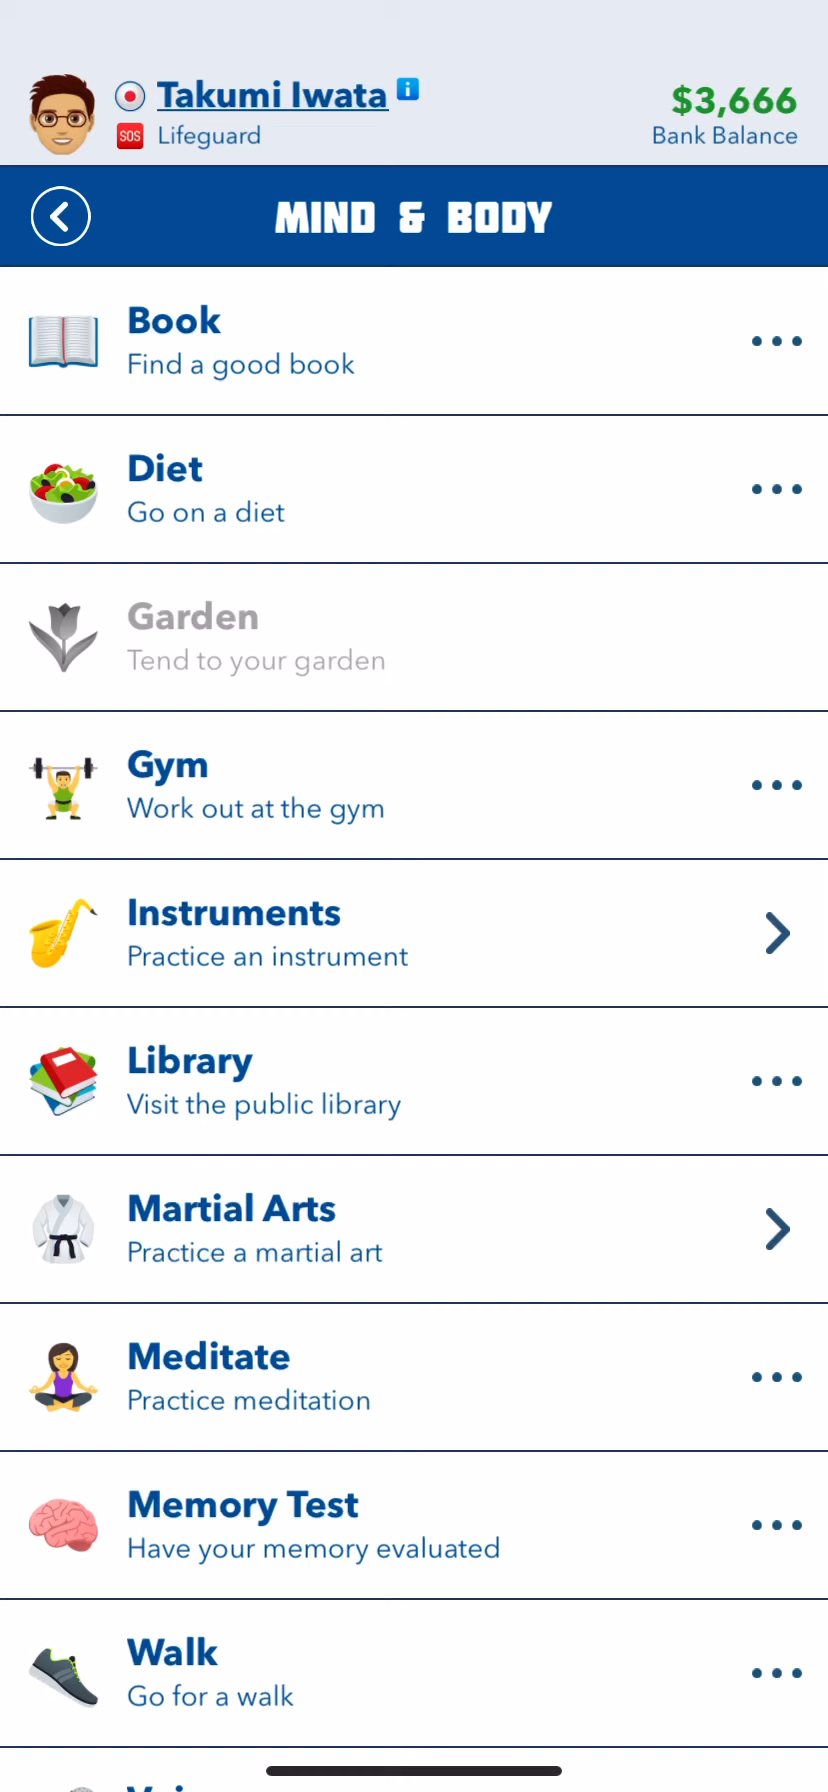 Takumi Iwata i
$3,666
SOS Lifeguard
Bank Balance
MIND & BODY
Book
Find a good book
Diet
Go on a diet
Garden
Tend to your garden
Gym
Work out at the gym
Instruments
Practice an instrument
Library
Visit the public library
Martial Arts
Practice a martial art
Meditate
Practice meditation
Memory Test
Have your memory evaluated
Walk
Go for a walk